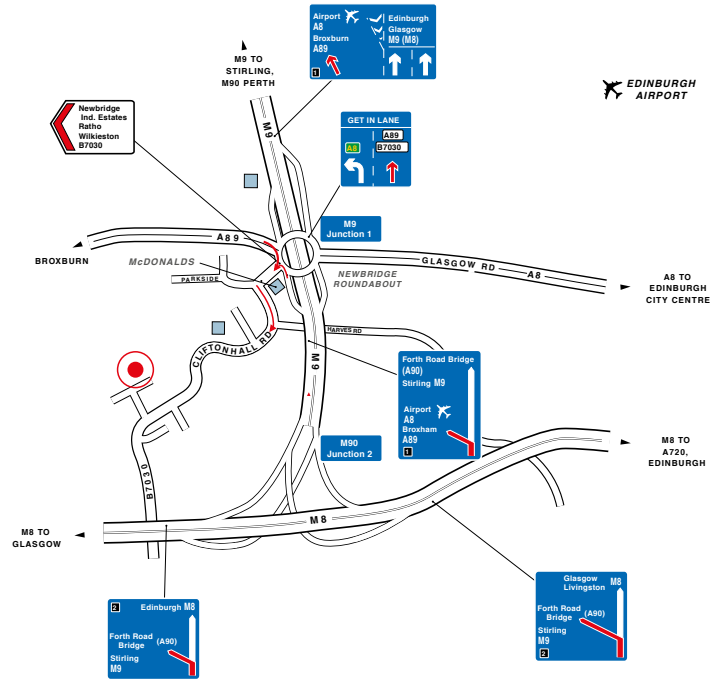 Airport
A8
Broxburn
A89
1
Edinburgh
Glasgow
M9 (M8)
M9 TO
STIRLING,
M90 PERTH
EDINBURGH
AIRPORT
Newbridge
Ind. Estates
Ratho
Wilkieston
B7030
GET IN LANE
A8
A89
B7030
M9
M9
Junction 1
A89
BROXBURN
McDONALDS
PARKSIDE
GLASGOW RD
A8
NEWBRIDGE
ROUNDABOUT
A8 TO
EDINBURGH
CITY CENTRE
HARVES RD
CLIFTONHALL RD
M9
Forth Road Bridge
(A90)
Stirling M9
Airport
A8
Broxham
A89
1
M90
Junction 2
M8 TO
A720,
EDINBURGH
B7030
M8
M8 TO
GLASGOW
2
Edinburgh M8
Forth Road
Bridge
(A90)
Stirling
M9
Glasgow
Livingston
M8
Forth Road
Bridge
(A90)
Stirling
M9
2